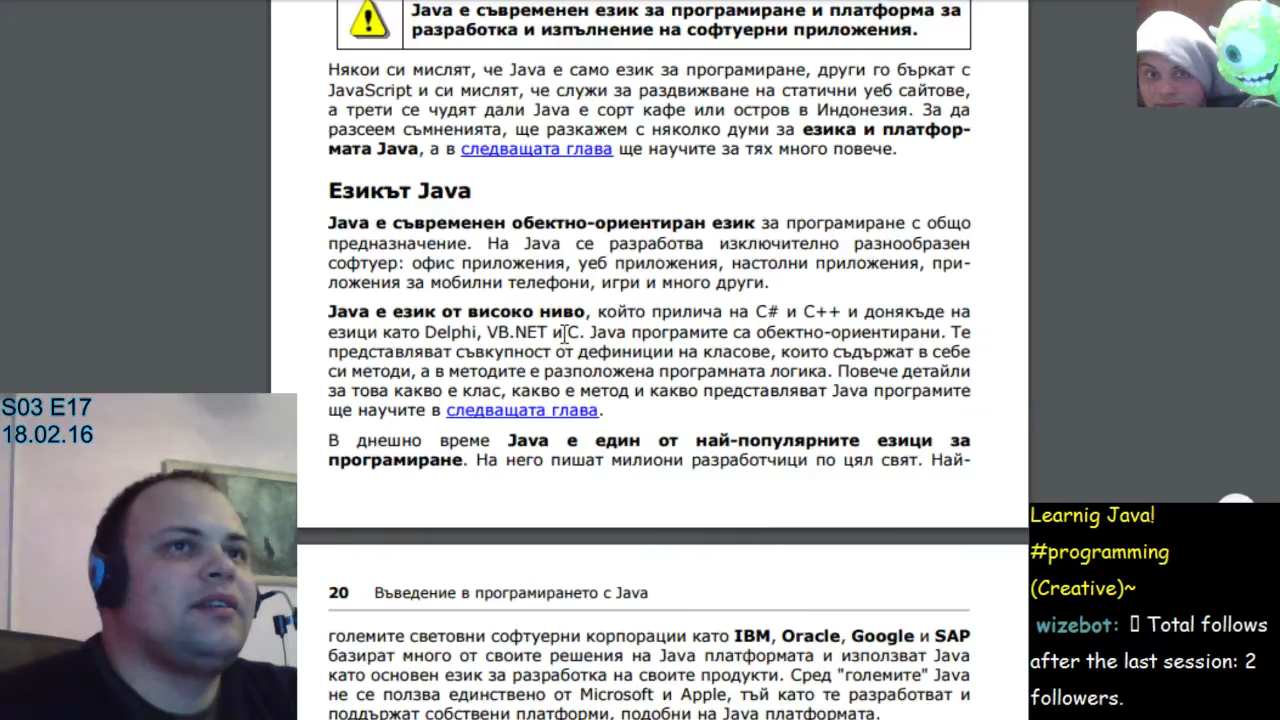 Java е съвременен език за програмиране и платформа за
разработка и изпълнение на софтуерни приложения.
Някои си мислят, че Java е само език за програмиране, други го бъркат с
JavaScript и си мислят, че служи за раздвижване на статични уеб сайтове,
а трети се чудят дали Java е сорт кафе или остров в Индонезия. За да
разсеем съмненията, ще разкажем с няколко думи за езика и платфор-
мата Java, а в следващата глава ще научите за тях много повече.
Езикът Java
Java е съвременен обектно-ориентиран език за програмиране с общо
предназначение. На Java се разработва изключително разнообразен
софтуер: офис приложения, уеб приложения, настолни приложения, при-
ложения за мобилни телефони, игри и много други.
Java е език от високо ниво, който прилича на C# и C++ и донякъде на
езици като Delphi, VB.NET и C. Java програмите са обектно-ориентирани. Те
представляват съвкупност от дефиниции на класове, които съдържат в себе
си методи, а в методите е разположена програмната логика. Повече детайли
за това какво е клас, какво е метод и какво представляват Java програмите
ще научите в следващата глава.
В днешно време Java е един от най-популярните езици за
програмиране. На него пишат милиони разработчици по цял свят. Най-
20 Въведение в програмирането с Java
големите световни софтуерни корпорации като IBM, Oracle, Google и SAP
базират много от своите решения на Java платформата и използват Java
като основен език за разработка на своите продукти. Сред "големите" Java
не се ползва единствено от Microsoft и Apple, тъй като те разработват и
поддържат собствени платформи, подобни на Java платформата.
S03 E17
18.02.16
Learnig Java!
#programming
(Creative)~
wizebot: Total follows
after the last session: 2
followers.